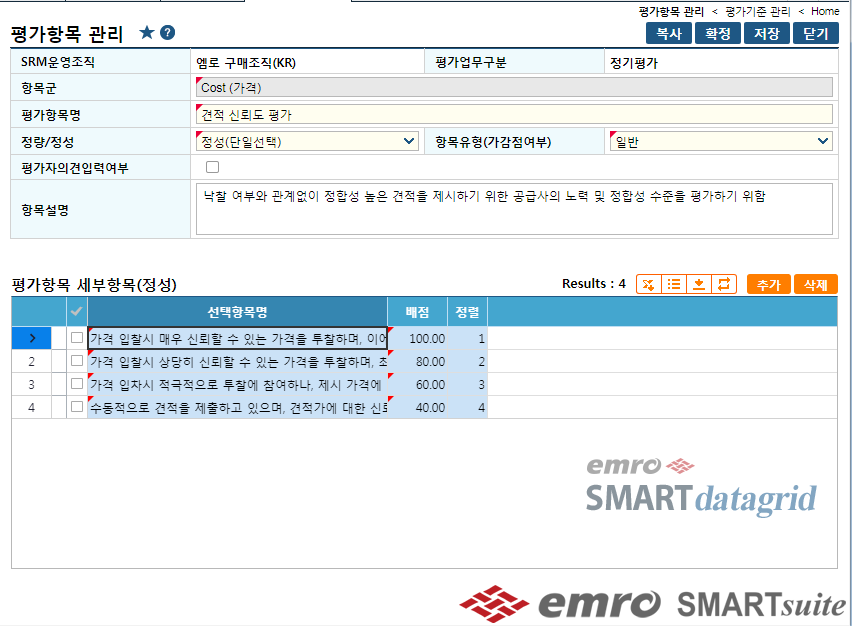 평가항목 관리 < 평가기준 관리 < Home
평가항목 관리 ★ ?
복사 확정 저장 닫기
SRM운영조직 엠로 구매조직(KR) 평가업무구분 정기평가
항목군 Cost (가격)
평가항목명 견적 신뢰도 평가
정량/정성 정성(단일선택) 항목유형(가감점여부) 일반
평가자의견입력여부
항목설명 낙찰 여부와 관계없이 정합성 높은 견적을 제시하기 위한 공급사의 노력 및 정합성 수준을 평가하기 위함
평가항목 세부항목(정성) Results : 4 추가 삭제
선택항목명 배점 정렬
가격 입찰시 매우 신뢰할 수 있는 가격을 투찰하며, 100.00 1
2 가격 입찰시 상당히 신뢰할 수 있는 가격을 투찰하며, 80.00 2
3 가격 입차시 적극적으로 투찰에 참여하나, 제시 가격에 60.00 3
4 수동적으로 견적을 제출하고 있으며, 견적가에 대한 40.00 4
emro
SMARTdatagrid
emro SMARTsuite